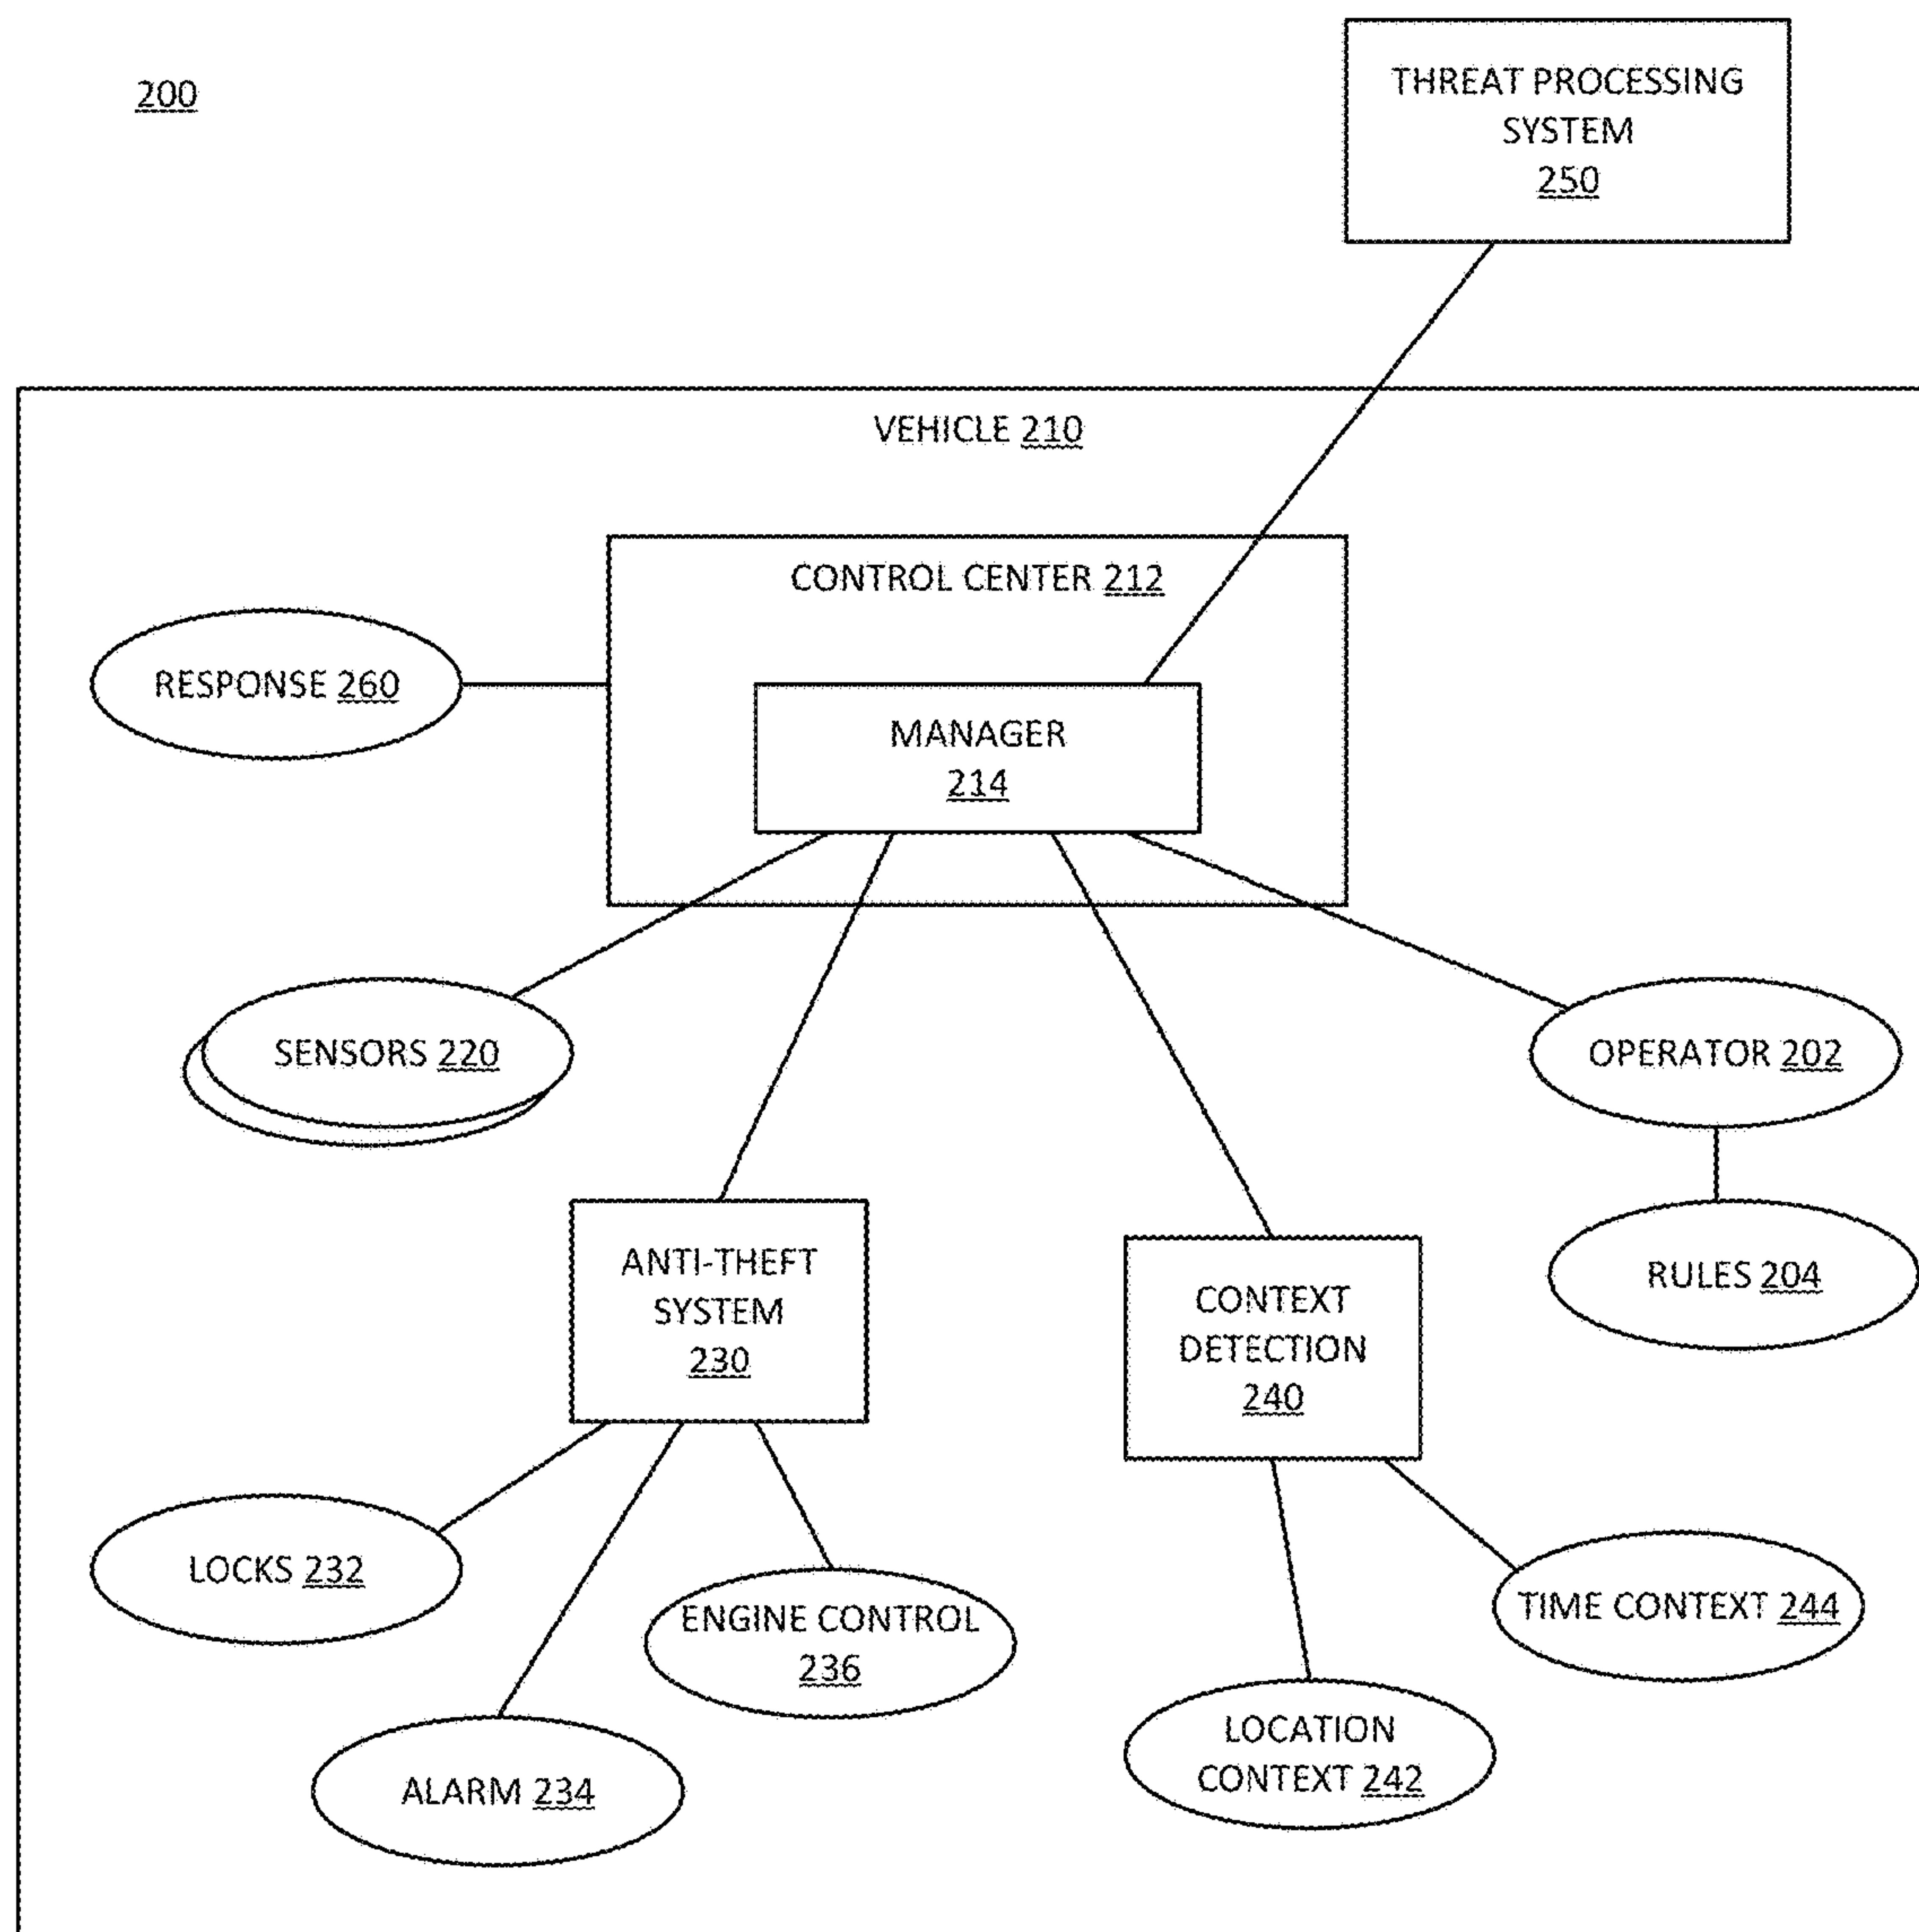 200
THREAT PROCESSING
SYSTEM
250
VEHICLE 210
CONTROL CENTER 212
RESPONSE 260
MANAGER
214
SENSORS 220
OPERATOR 202
RULES 204
ANTI-THEFT
SYSTEM
230
CONTEXT
DETECTION
240
LOCKS 232
ENGINE CONTROL
236
ALARM 234
TIME CONTEXT 244
LOCATION
CONTEXT 242